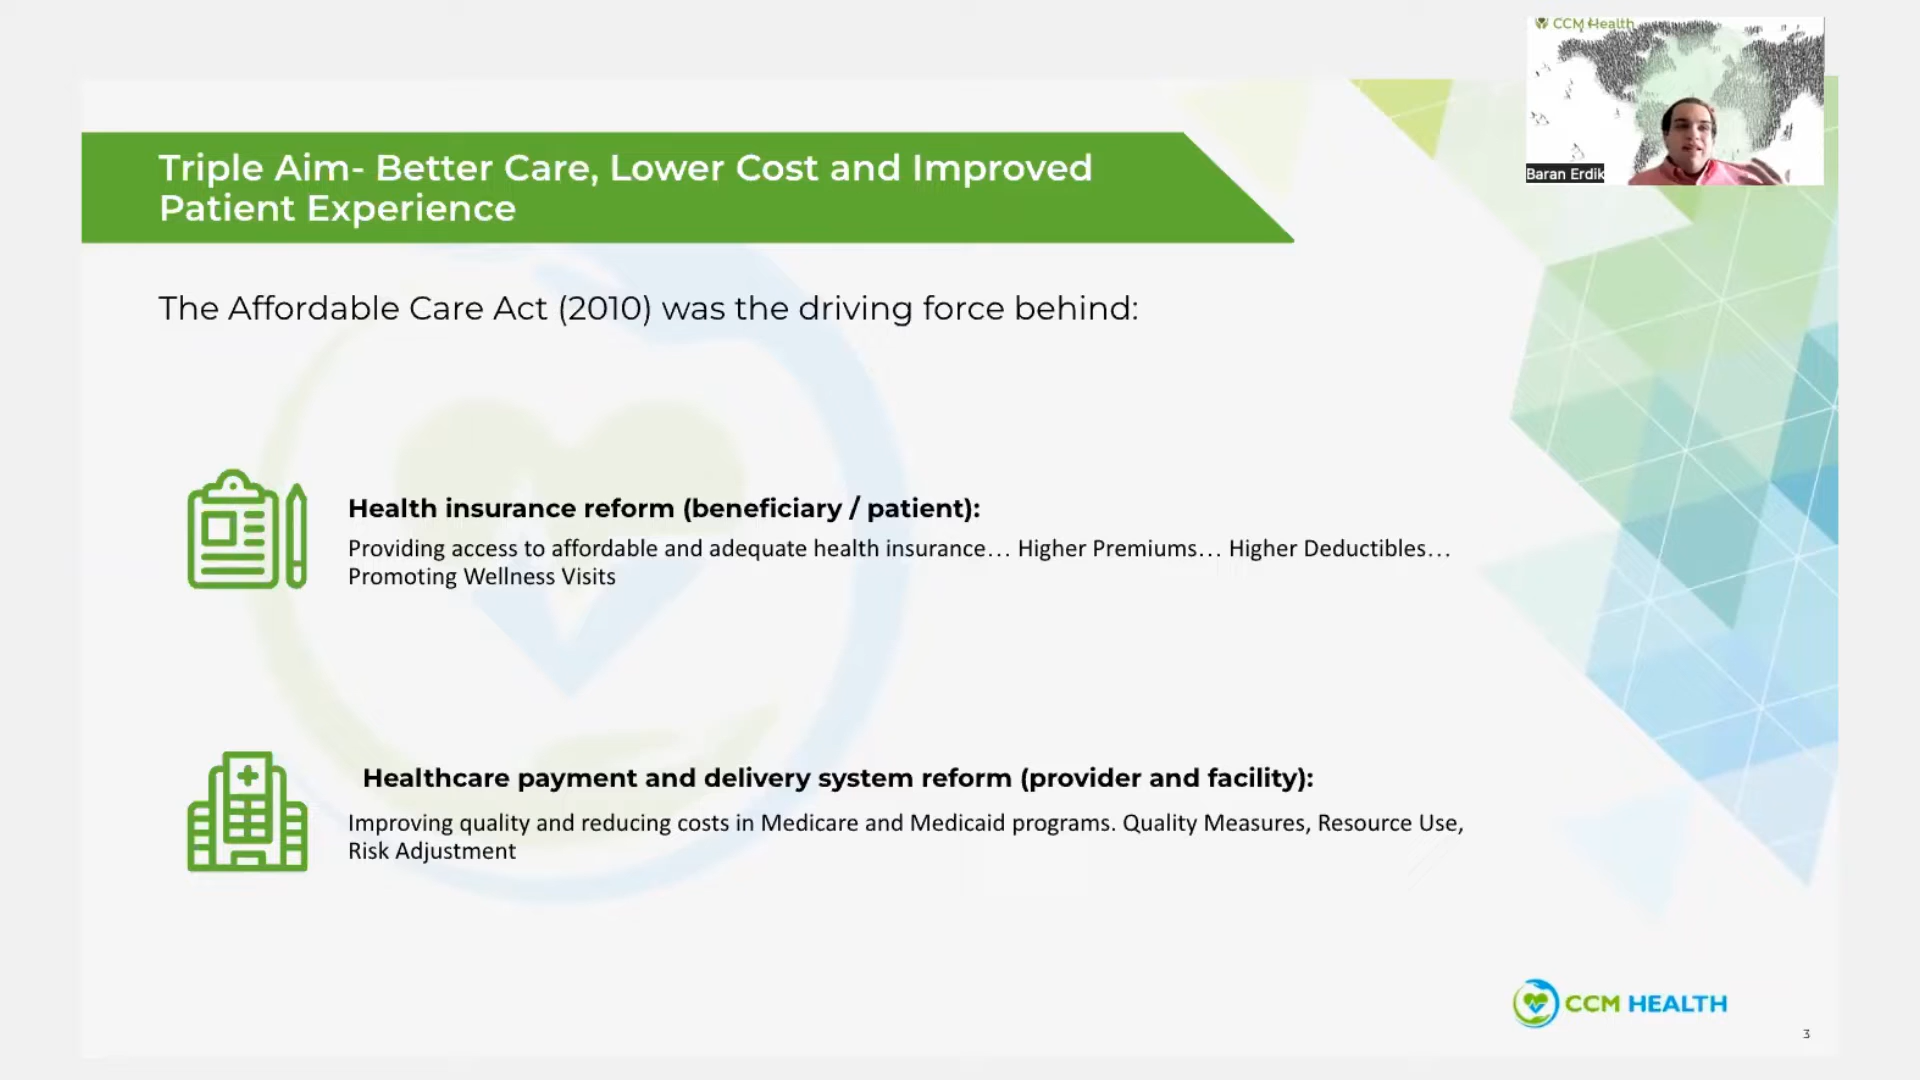 CCM Health
Baran Erdik
Triple Aim- Better Care, Lower Cost and Improved
Patient Experience
The Affordable Care Act (2010) was the driving force behind:
Health insurance reform (beneficiary / patient):
Providing access to affordable and adequate health insurance… Higher Premiums… Higher Deductibles…
Promoting Wellness Visits
Healthcare payment and delivery system reform (provider and facility):
Improving quality and reducing costs in Medicare and Medicaid programs. Quality Measures, Resource Use,
Risk Adjustment
CCM HEALTH
3